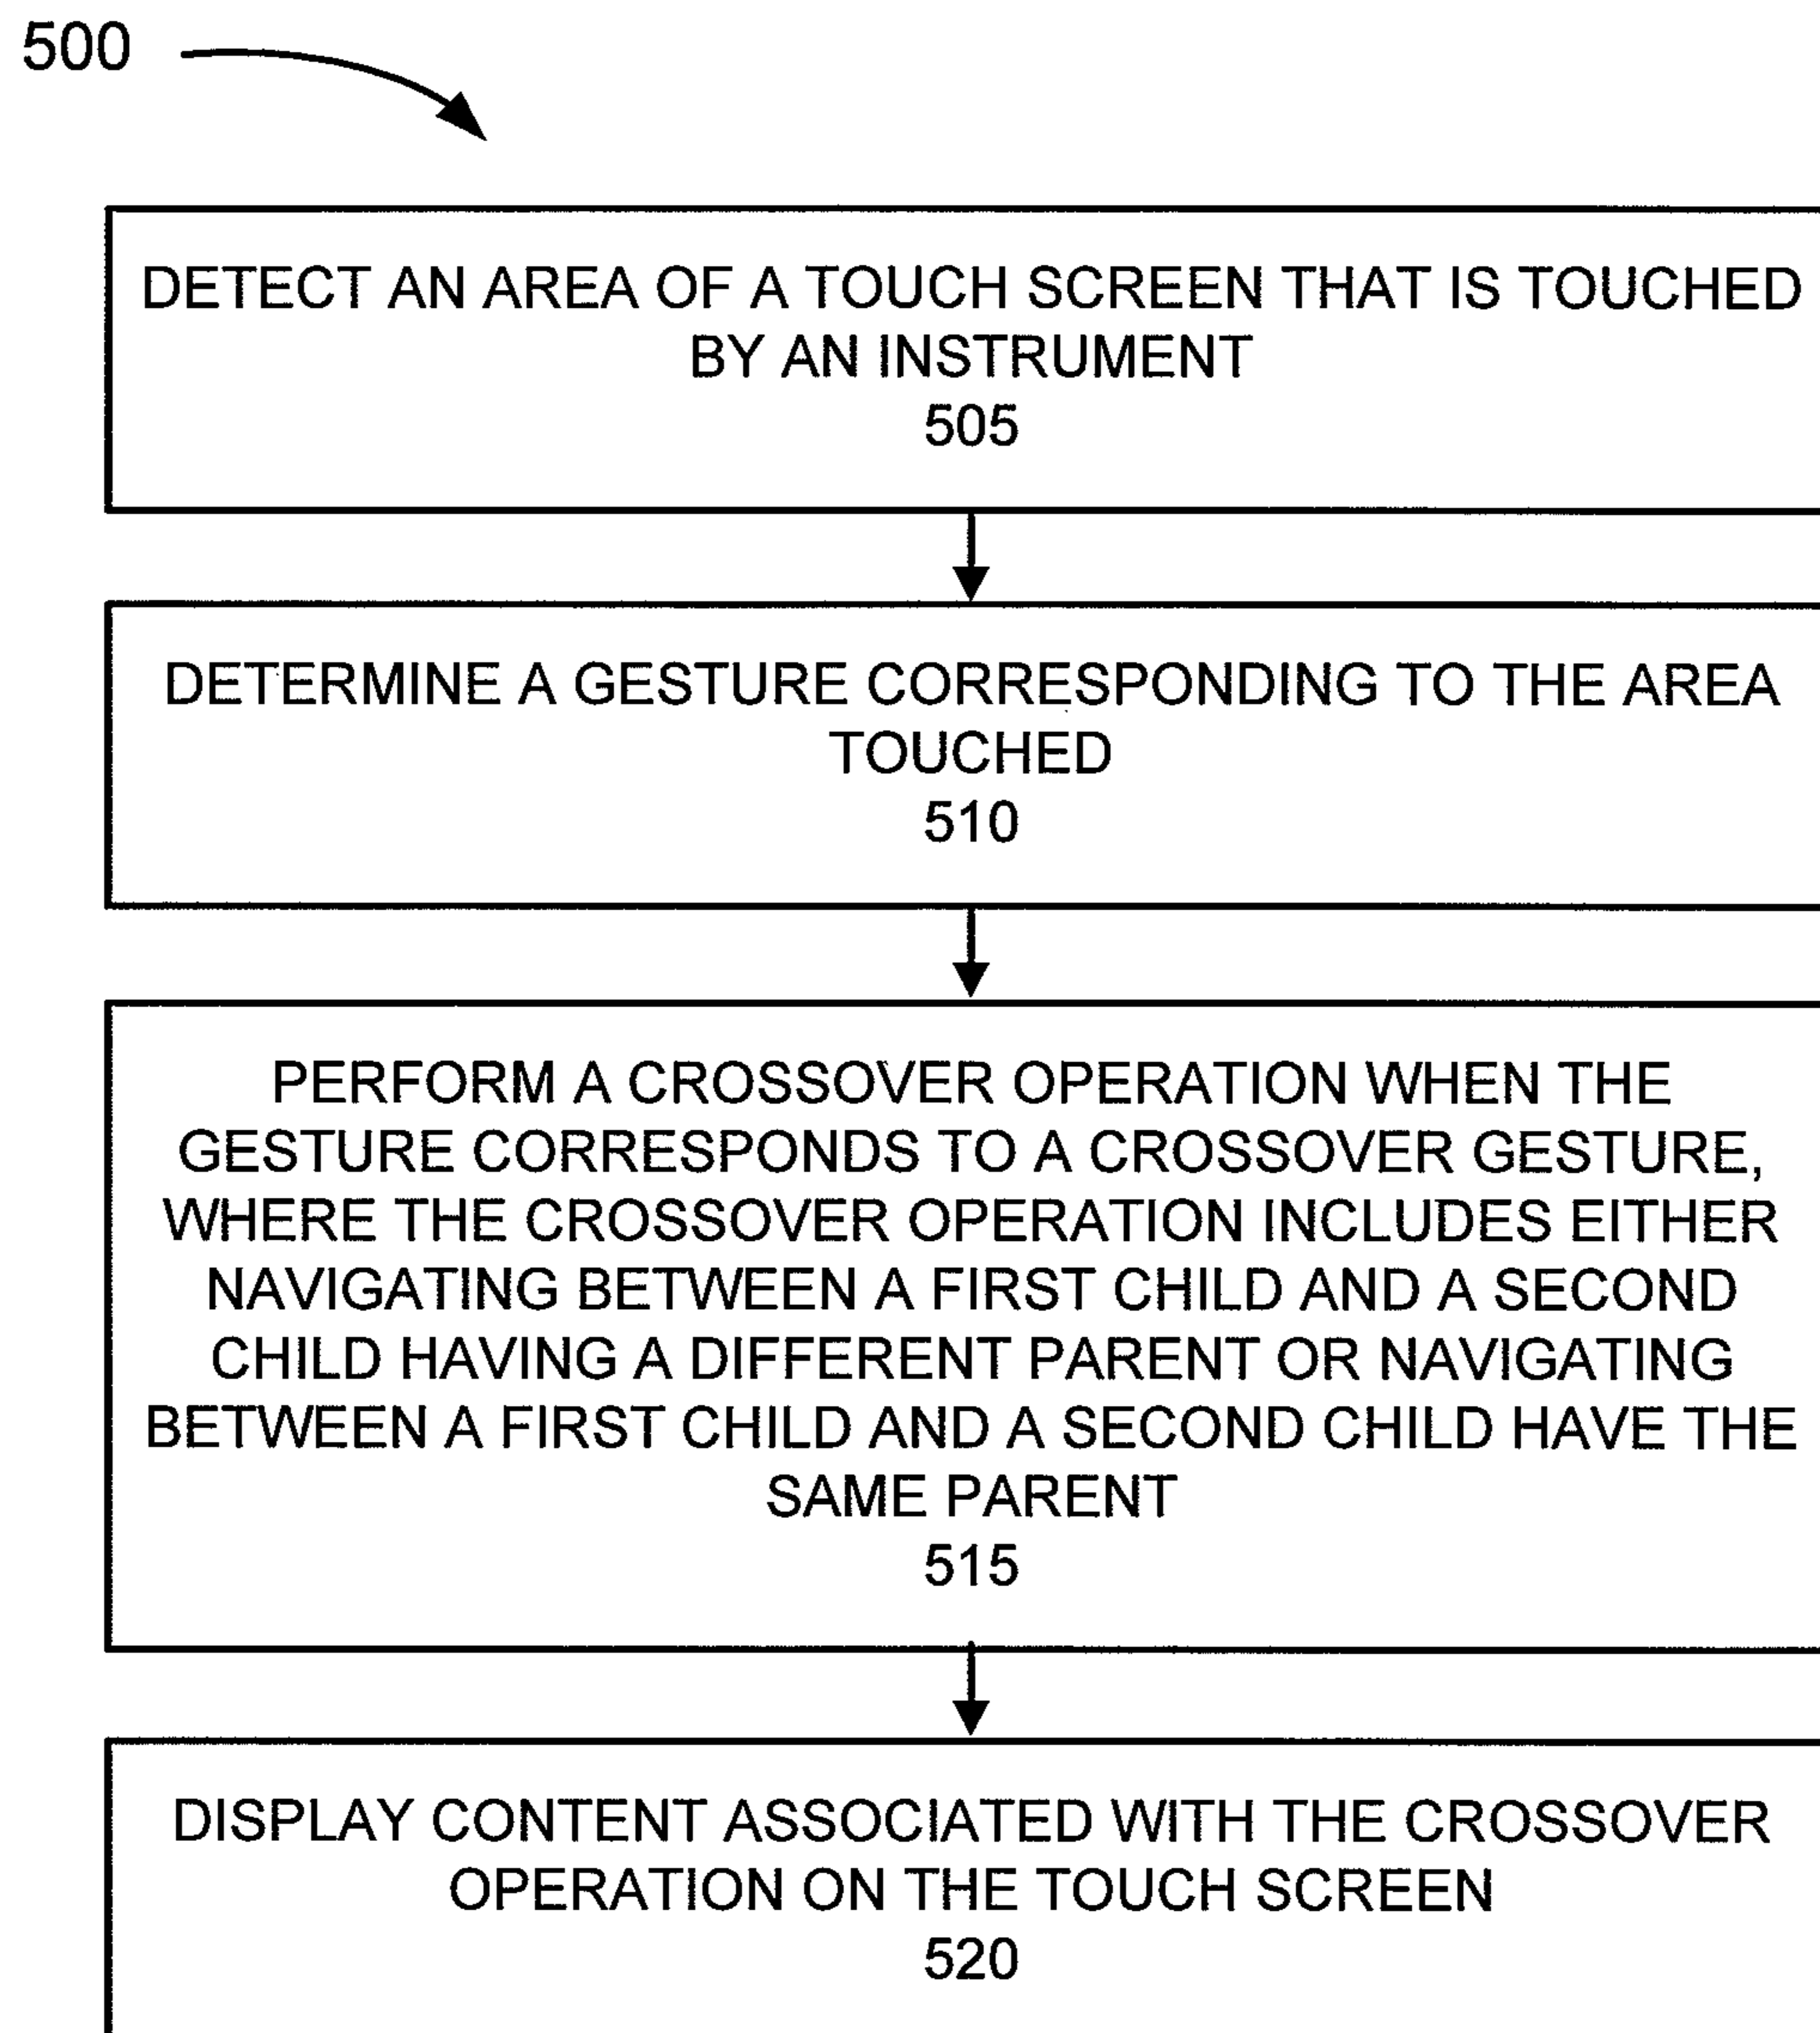 500
DETECT AN AREA OF A TOUCH SCREEN THAT IS TOUCHED
BY AN INSTRUMENT
505
DETERMINE A GESTURE CORRESPONDING TO THE AREA
TOUCHED
510
PERFORM A CROSSOVER OPERATION WHEN THE
GESTURE CORRESPONDS TO A CROSSOVER GESTURE,
WHERE THE CROSSOVER OPERATION INCLUDES EITHER
NAVIGATING BETWEEN A FIRST CHILD AND A SECOND
CHILD HAVING A DIFFERENT PARENT OR NAVIGATING
BETWEEN A FIRST CHILD AND A SECOND CHILD HAVE THE
SAME PARENT
515
DISPLAY CONTENT ASSOCIATED WITH THE CROSSOVER
OPERATION ON THE TOUCH SCREEN
520